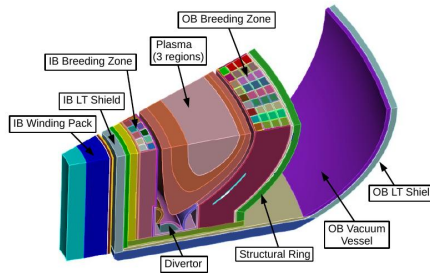 OB Breeding Zone
Plasma
(3 regions)
IB Breeding Zone
IB LT Shield
IB Winding Pack
OB LT Shiel
OB Vacuum
Vessel
Structural Ring
Divertor